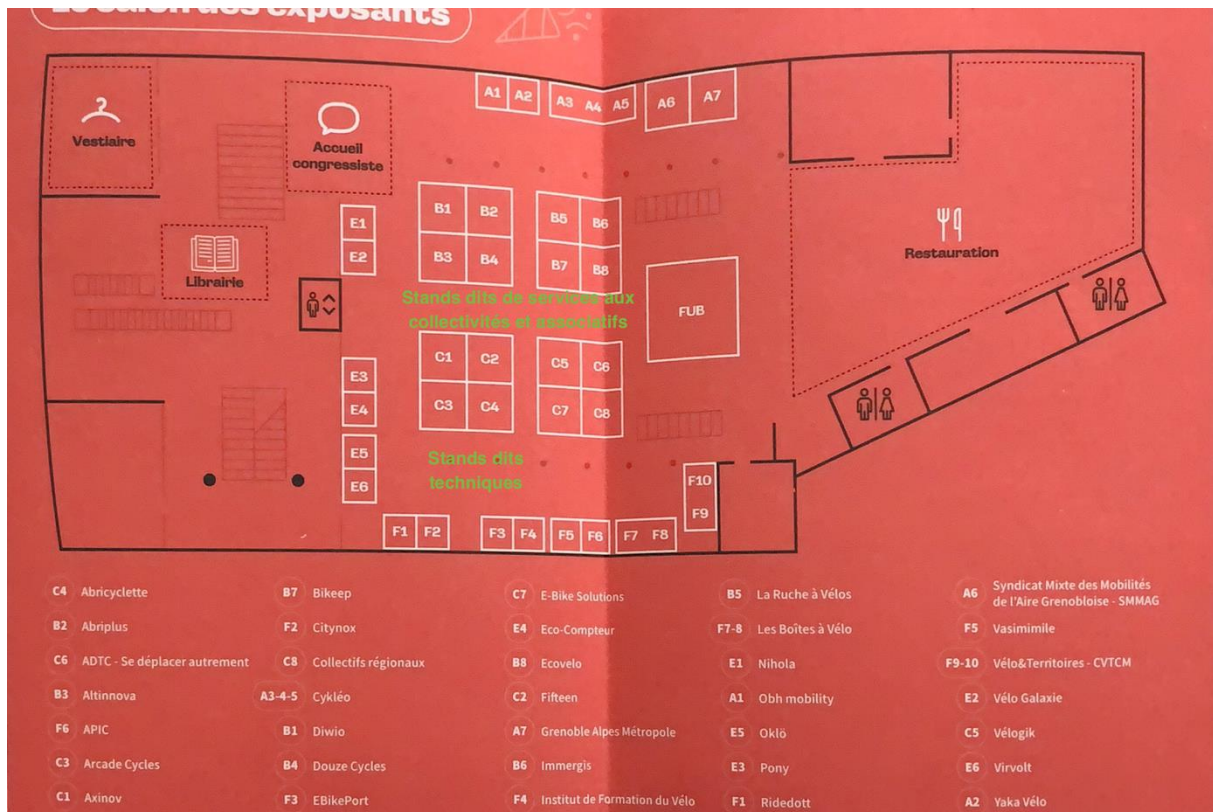 Le salon des exposants
Vestiaire
Accueil
congressiste
Librairie
A1 A2 A3 A4 A5 A6 A7
E1
E2
B1 B2 B5 B6
B3 B4 B7 B8
Stands dits de services aux
collectivités et associatifs
FUB
Restauration
C1 C2 C5 C6
C3 C4 C7 C8
E3
E4
E5
E6
Stands dits
techniques
F10
F9
F1 F2 F3 F4 F5 F6 F7 F8
C4 Abricyclette
B2 Abriplus
C6 ADTC - Se déplacer autrement
B3 Altinnova
F6 APIC
C3 Arcade Cycles
C1 Axinov
B7 Bikeep
F2 Citynox
C8 Collectifs régionaux
A3-4-5 Cykléo
B1 Diwio
B4 Douze Cycles
F3 EBikePort
C7 E-Bike Solutions
E4 Eco-Compteur
B8 Ecovelo
C2 Fifteen
A7 Grenoble Alpes Métropole
B6 Immergis
F4 Institut de Formation du Vélo
B5 La Ruche à Vélos
F7-8 Les Boîtes à Vélo
E1 Nihola
A1 Obh mobility
E5 Oklö
E3 Pony
F1 Ridedott
A6 Syndicat Mixte des Mobilités
de l'Aire Grenobloise - SMMAG
F5 Vasimimile
F9-10 Vélo&Territoires - CVTCM
E2 Vélo Galaxie
C5 Vélogik
E6 Virvolt
A2 Yaka Vélo